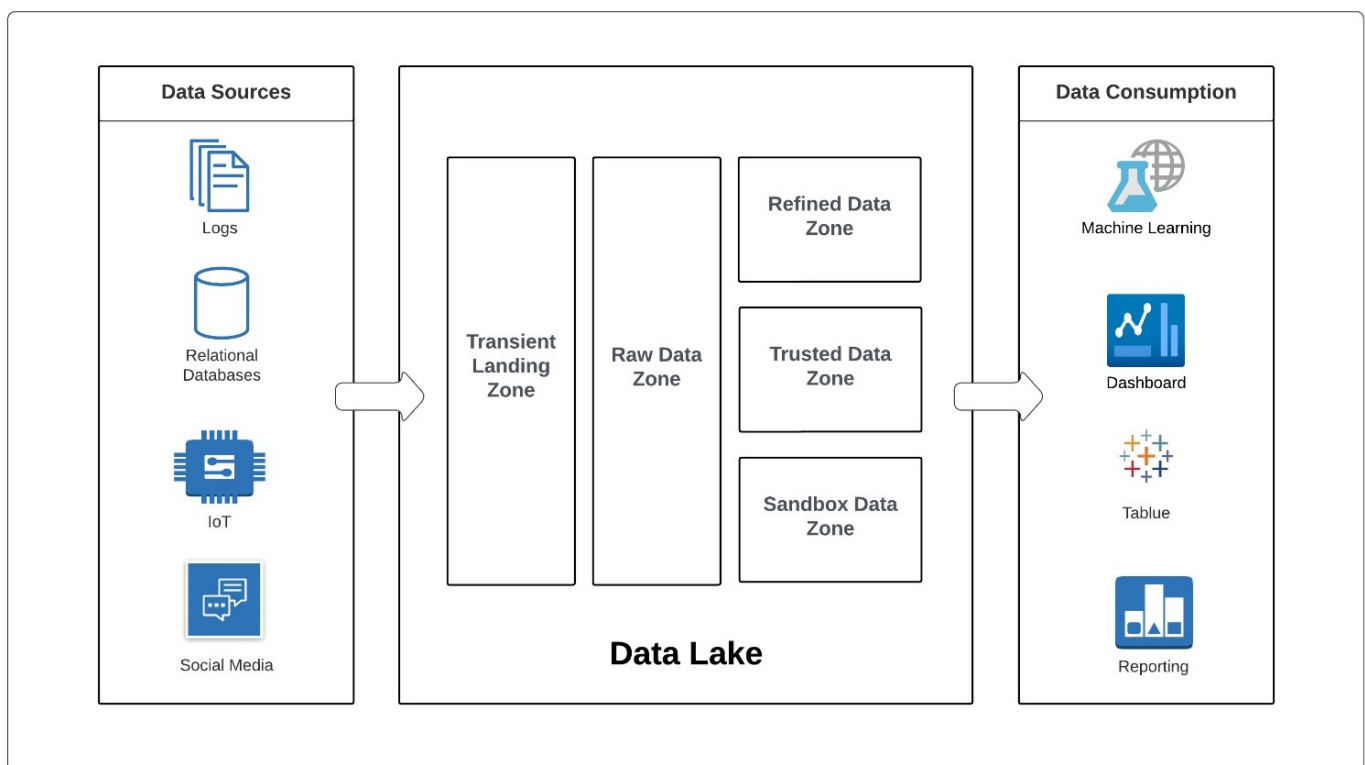 Data Sources
Logs
Relational
Databases
IoT
Social Media
Transient
Landing
Zone
Raw Data
Zone
Refined Data
Zone
Trusted Data
Zone
Sandbox Data
Zone
Data Lake
Data Consumption
Machine Learning
Dashboard
Tablue
Reporting